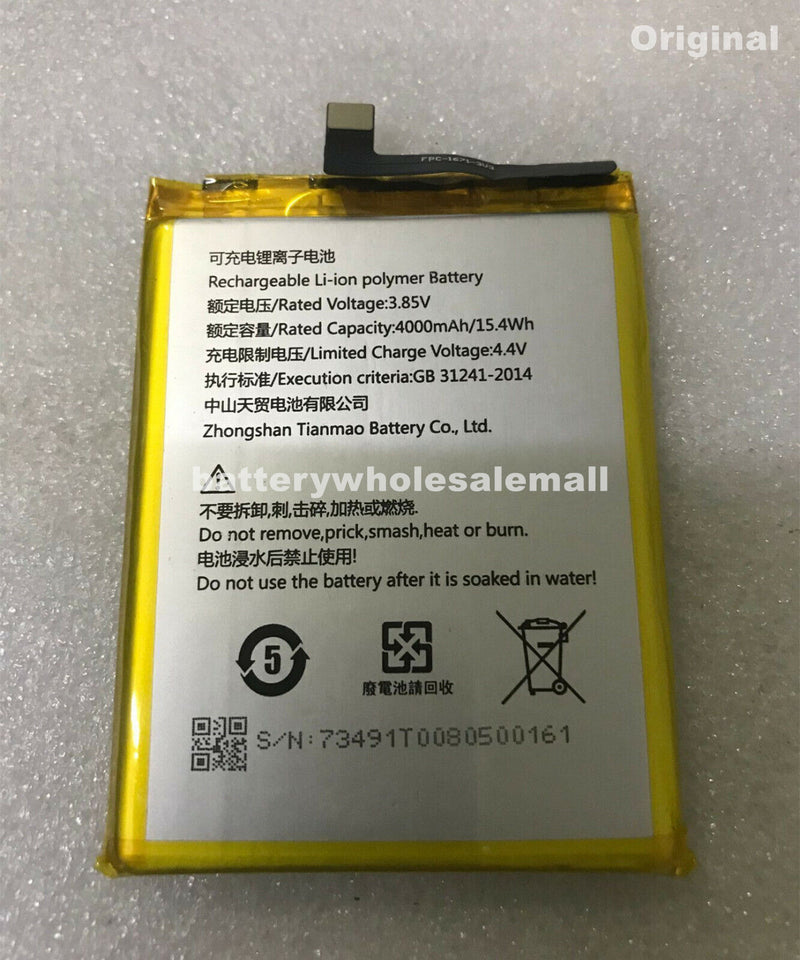 Original
FPC-1671-3V3
可充电锂离子电池
Rechargeable Li-ion polymer Battery
额定电压/Rated Voltage:3.85V
额定容量/Rated Capacity:4000mAh/15.4Wh
充电限制电压/Limited Charge Voltage:4.4V
执行标准/Execution criteria:GB 31241-2014
中山天贸电池有限公司
Zhongshan Tianmao Battery Co., Ltd.
batterywholesalemall
不要拆卸,刺,击碎,加热或燃烧.
Do not remove,prick,smash,heat or burn.
电池浸水后禁止使用!
Do not use the battery after it is soaked in water!
5
廢電池請回收
S/N:73491T0080500161